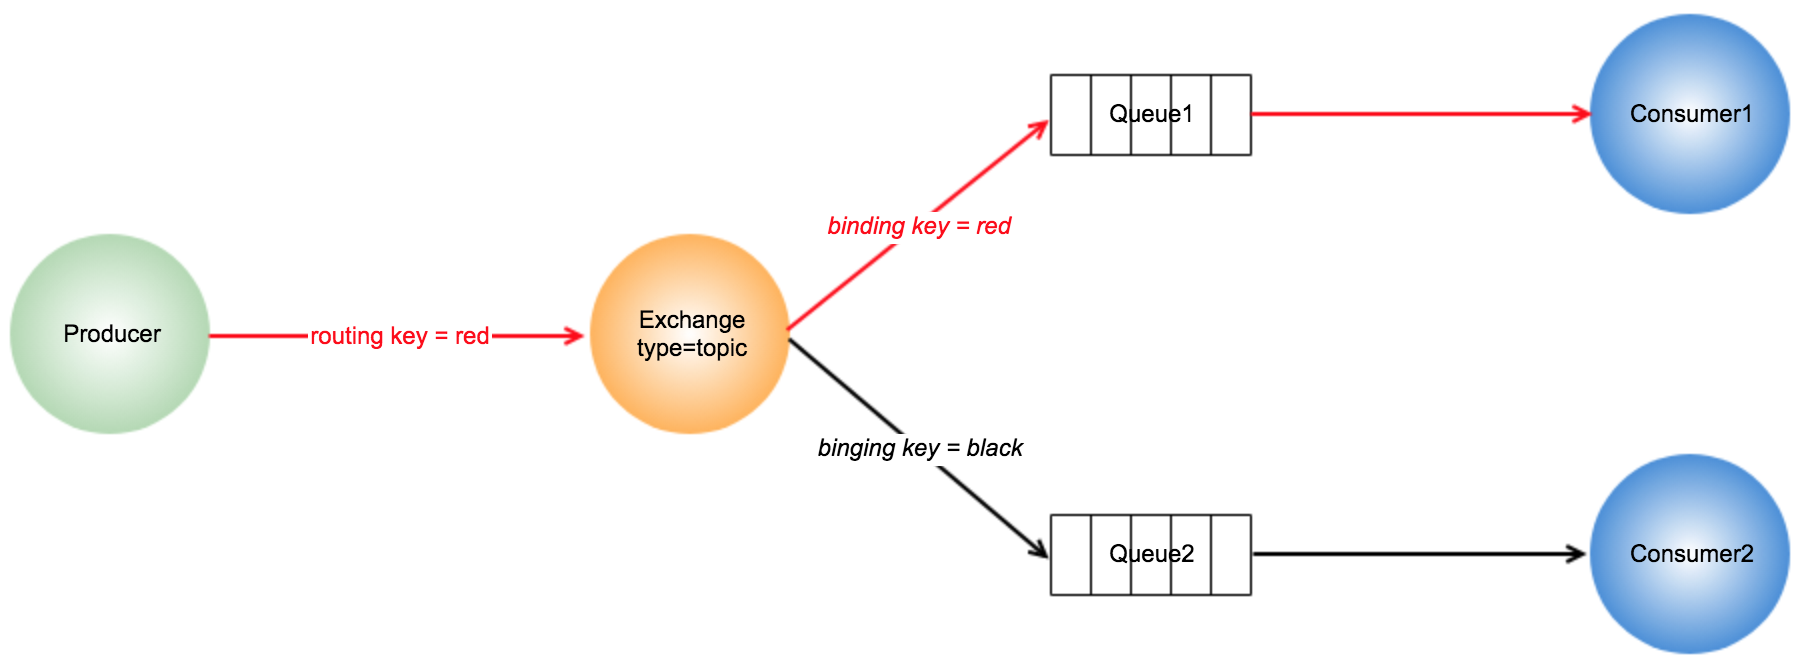 Queue1
Consumer1
binding key = red
Producer
routing key = red
Exchange
type=topic
binging key = black
Queue2
Consumer2